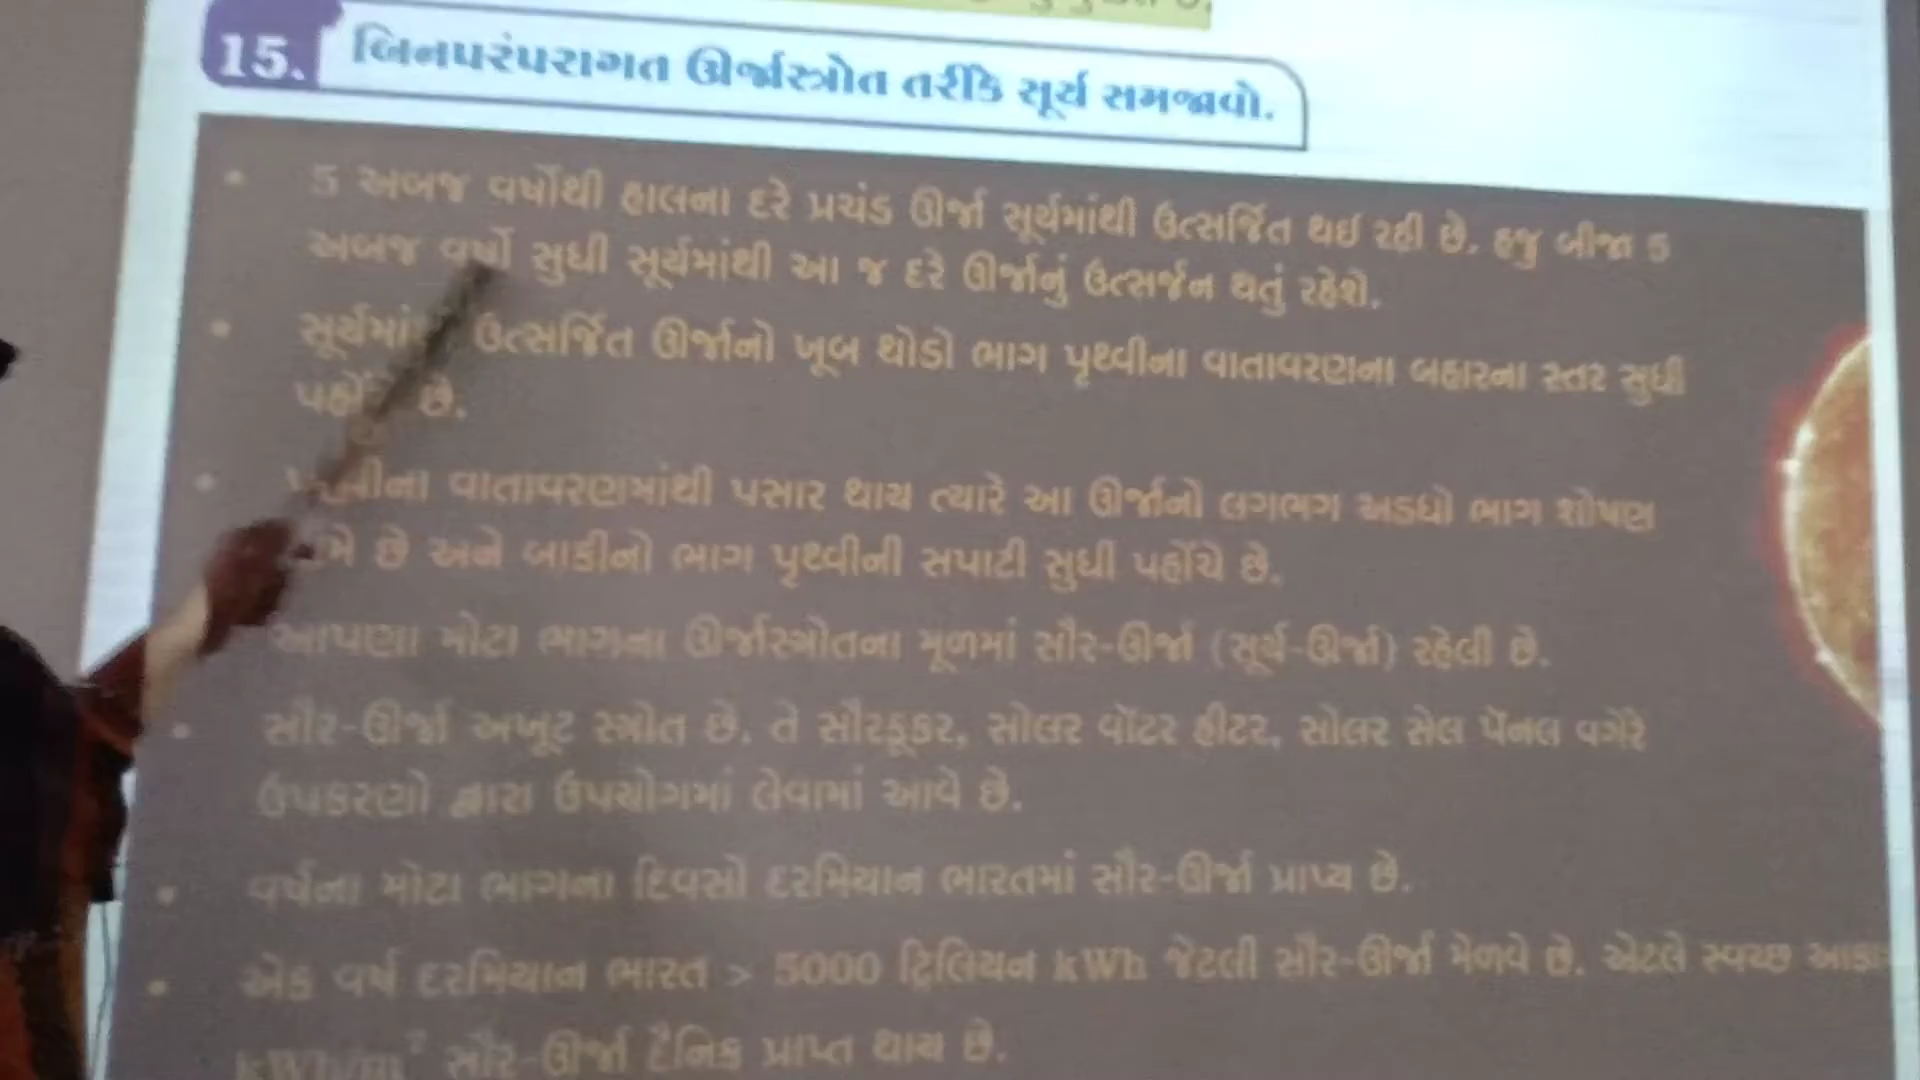 15. બિનપરંપરાગત ઊર્જાસ્ત્રોત તરીકે સૂર્ય સમજાવો.
• 5 અબજ વર્ષોથી હાલના દરે પ્રચંડ ઊર્જા સૂર્યમાંથી ઉત્સર્જિત થઈ રહી છે. હજુ બીજા 5
અબજ વર્ષો સુધી સૂર્યમાંથી આ જ દરે ઊર્જાનું ઉત્સર્જન થતું રહેશે.
• ઉત્સર્જિત ઊર્જાનો ખૂબ થોડો ભાગ પૃથ્વીના વાતાવરણના બહારના સ્તર સુધી
છે.
• વાતાવરણમાંથી પસાર થાય ત્યારે આ ઊર્જાનો લગભગ અડધો ભાગ શોષણ
છે અને બાકીનો ભાગ પૃથ્વીની સપાટી સુધી પહોંચે છે.
આપણા મોટા ભાગના ઊર્જાસ્ત્રોતના મૂળમાં સૌર-ઊર્જા (સૂર્ય-ઊર્જા) રહેલી છે.
• સૌર-ઊર્જા અખૂટ સ્ત્રોત છે. તે સૌરકૂકર, સોલર વૉટર હીટર, સોલર સેલ પૅનલ વગેરે
ઉપકરણો દ્વારા ઉપયોગમાં લેવામાં આવે છે.
• વર્ષના મોટા ભાગના દિવસો દરમિયાન ભારતમાં સૌર-ઊર્જા પ્રાપ્ય છે.
• એક વર્ષ દરમિયાન ભારત > 5000 ટ્રિલિયન kWh જેટલી સૌર-ઊર્જા મેળવે છે. એટલે સ્વચ્છ
kWh/m² સૌર-ઊર્જા દૈનિક પ્રાપ્ત થાય છે.